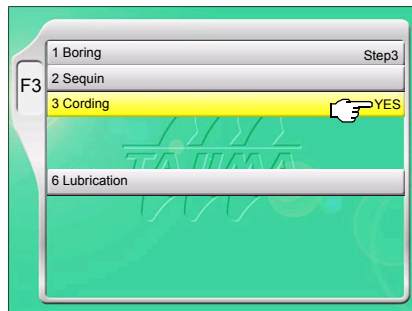 F3
1 Boring Step3
2 Sequin
3 Cording YES
TAJIMA
6 Lubrication